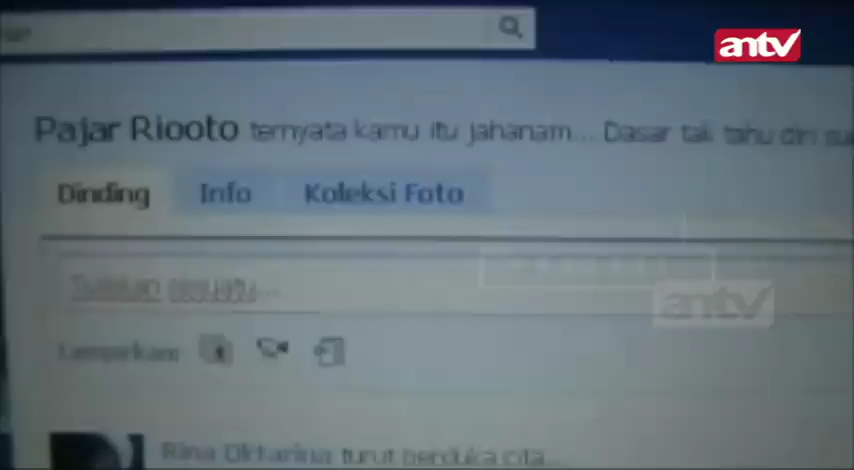 antv
Pajar Riooto ternyata kamu itu jahanam... Dasar tak tahu diri
Dinding Info Koleksi Foto
Tuliskan sesuatu...
antv
Lampirkan:
Rina Oktarina turut berduka cita...